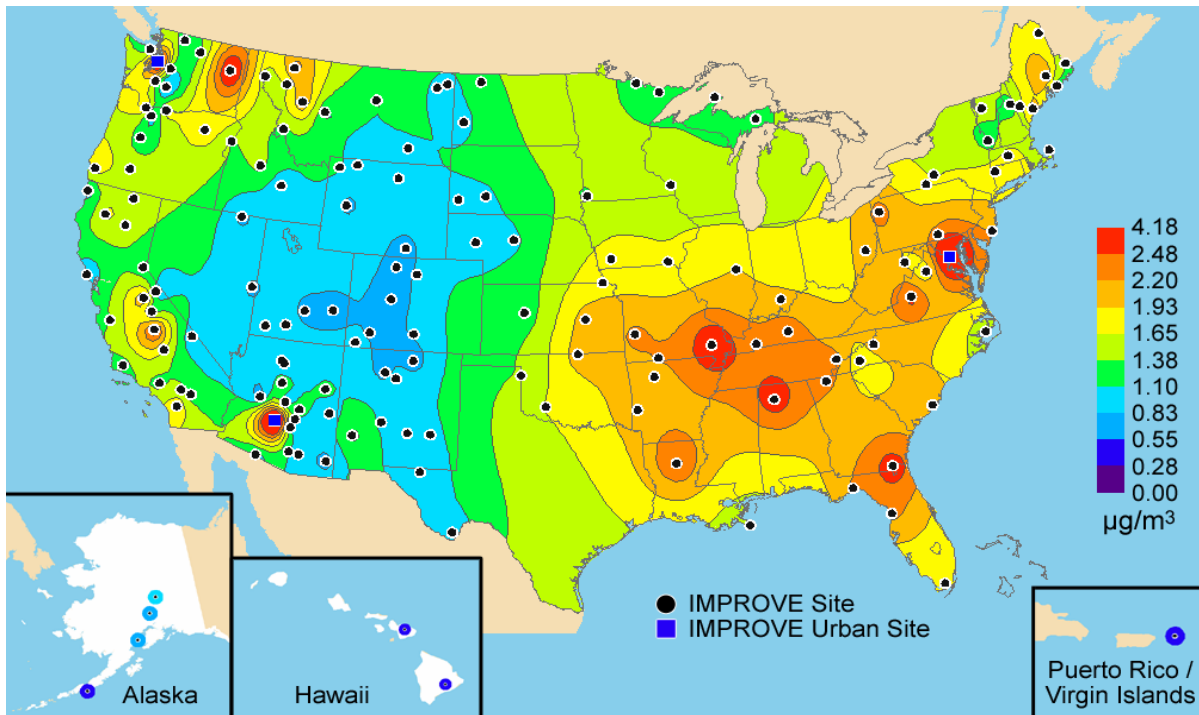 4.18
2.48
2.20
1.93
1.65
1.38
1.10
0.83
0.55
0.28
0.00
µg/m³
IMPROVE Site
IMPROVE Urban Site
Alaska
Hawaii
Puerto Rico /
Virgin Islands